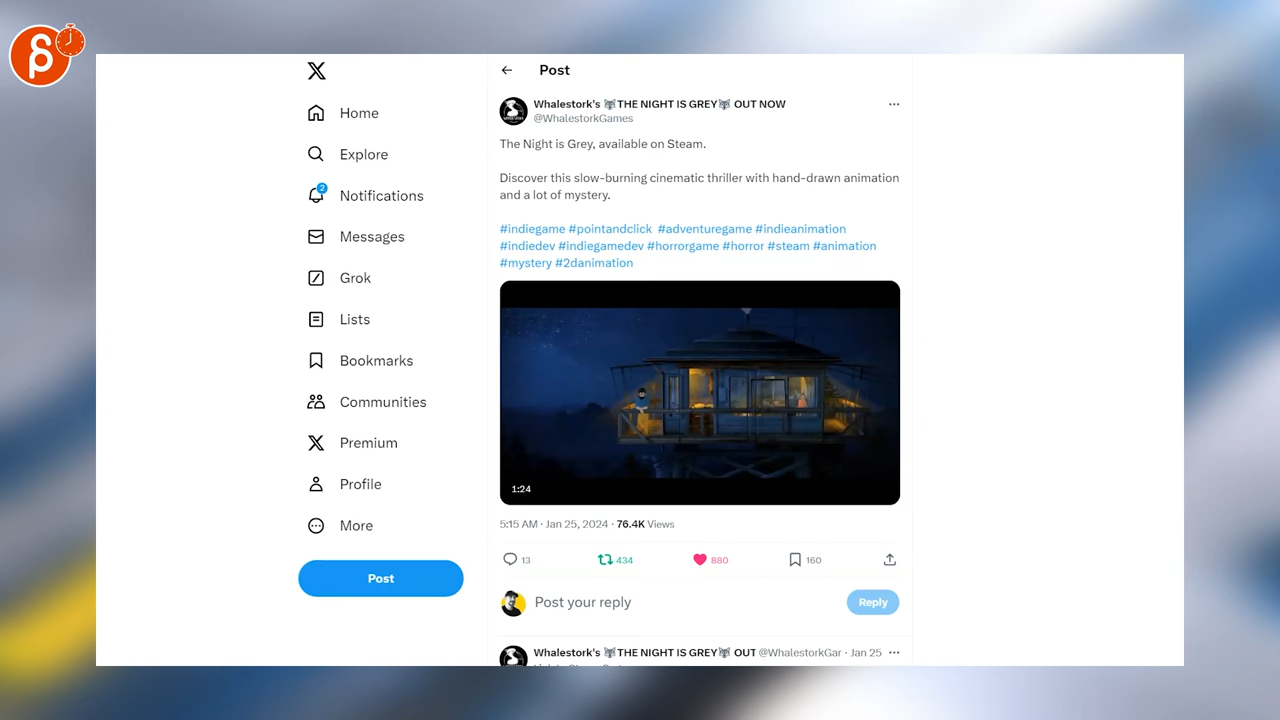 Post
Whalestork's 🐺THE NIGHT IS GREY🐺 OUT NOW
@WhalestorkGames
Home
Explore
2
Notifications
Messages
Grok
Lists
Bookmarks
Communities
Premium
Profile
More
Post
The Night is Grey, available on Steam.
Discover this slow-burning cinematic thriller with hand-drawn animation
and a lot of mystery.
#indiegame #pointandclick #adventuregame #indieanimation
#indiedev #indiegamedev #horrorgame #horror #steam #animation
#mystery #2danimation
1:24
5:15 AM · Jan 25, 2024 · 76.4K Views
13 434 880 160
Post your reply
Reply
Whalestork's 🐺THE NIGHT IS GREY🐺 OUT @WhalestorkGar · Jan 25